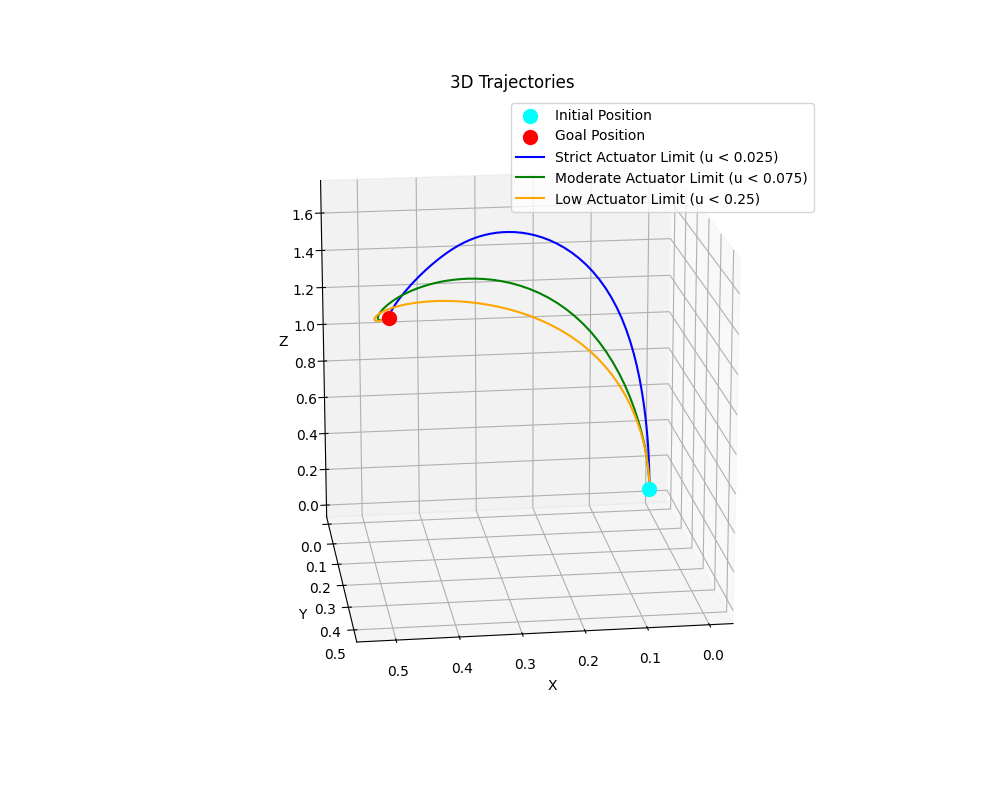 3D Trajectories
Initial Position
Goal Position
Strict Actuator Limit (u < 0.025)
Moderate Actuator Limit (u < 0.075)
Low Actuator Limit (u < 0.25)
1.6
1.4
1.2
1.0
Z
0.8
0.6
0.4
0.2
0.0
0.0
0.1
0.2
Y 0.3
0.4
0.5
0.5 0.4 0.3 0.2 0.1 0.0
X